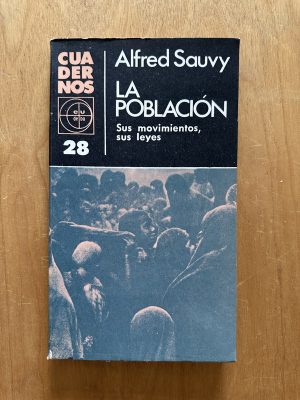 CUA
DER
NOS
28
Alfred Sauvy
LA
POBLACIÓN
Sus movimientos,
sus leyes